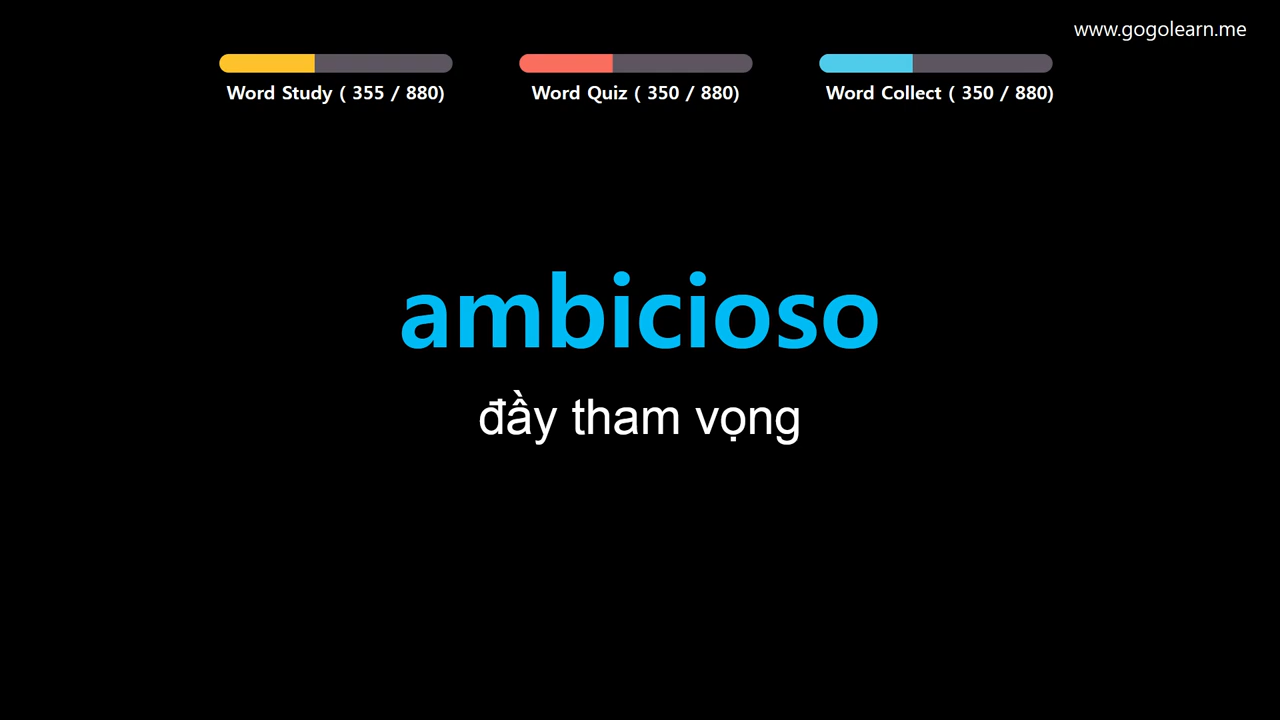 www.gogolearn.me
Word Study ( 355 / 880)
Word Quiz ( 350 / 880)
Word Collect ( 350 / 880)
ambicioso
đầy tham vọng